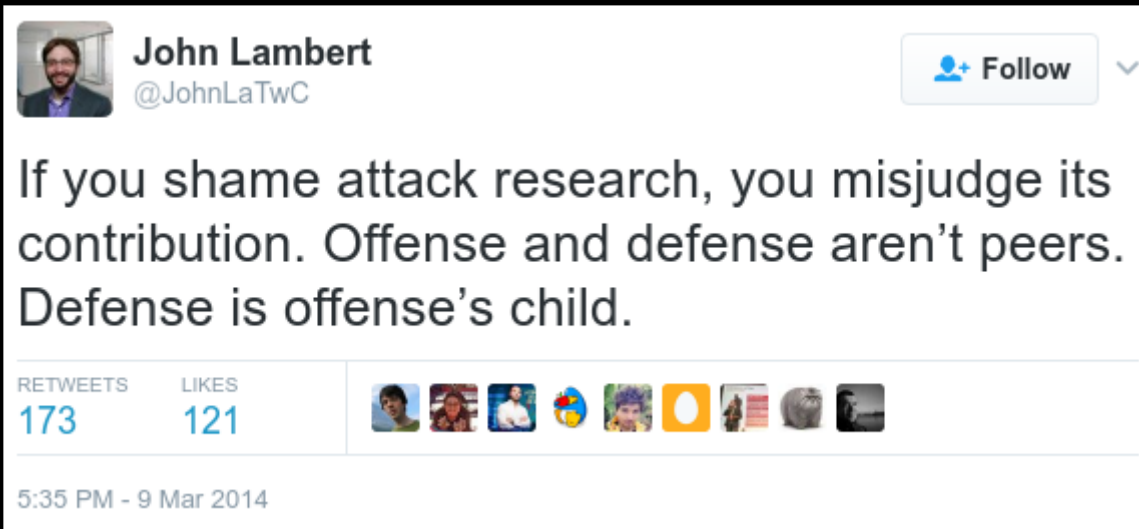 John Lambert
@JohnLaTwC
Follow
If you shame attack research, you misjudge its
contribution. Offense and defense aren’t peers.
Defense is offense’s child.
RETWEETS LIKES
173 121
5:35 PM - 9 Mar 2014